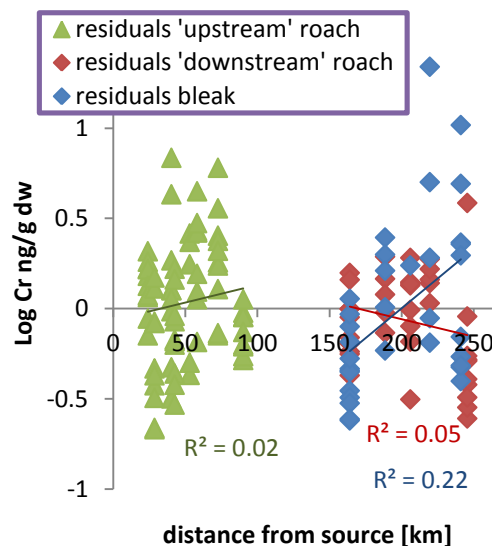 residuals 'upstream' roach
residuals 'downstream' roach
residuals bleak
Log Cr ng/g dw
1
0.5
0
-0.5
-1
0
50
100
150
200
250
R² = 0.02
R² = 0.05
R² = 0.22
distance from source [km]